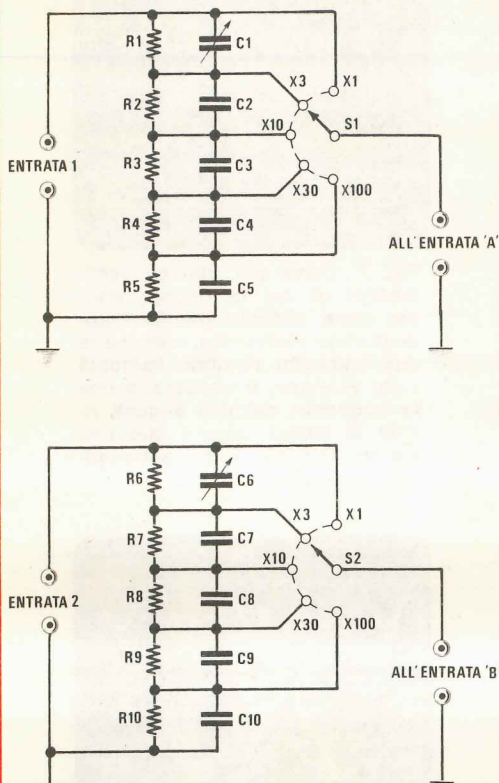 R1
C1
X3
X1
R2
C2
X10
S1
ENTRATA 1
R3
C3
X30
X100
R4
C4
ALL'ENTRATA 'A'
R5
C5
R6
C6
X3
X1
R7
C7
X10
S2
ENTRATA 2
R8
C8
X30
X100
R9
C9
ALL'ENTRATA 'B'
R10
C10